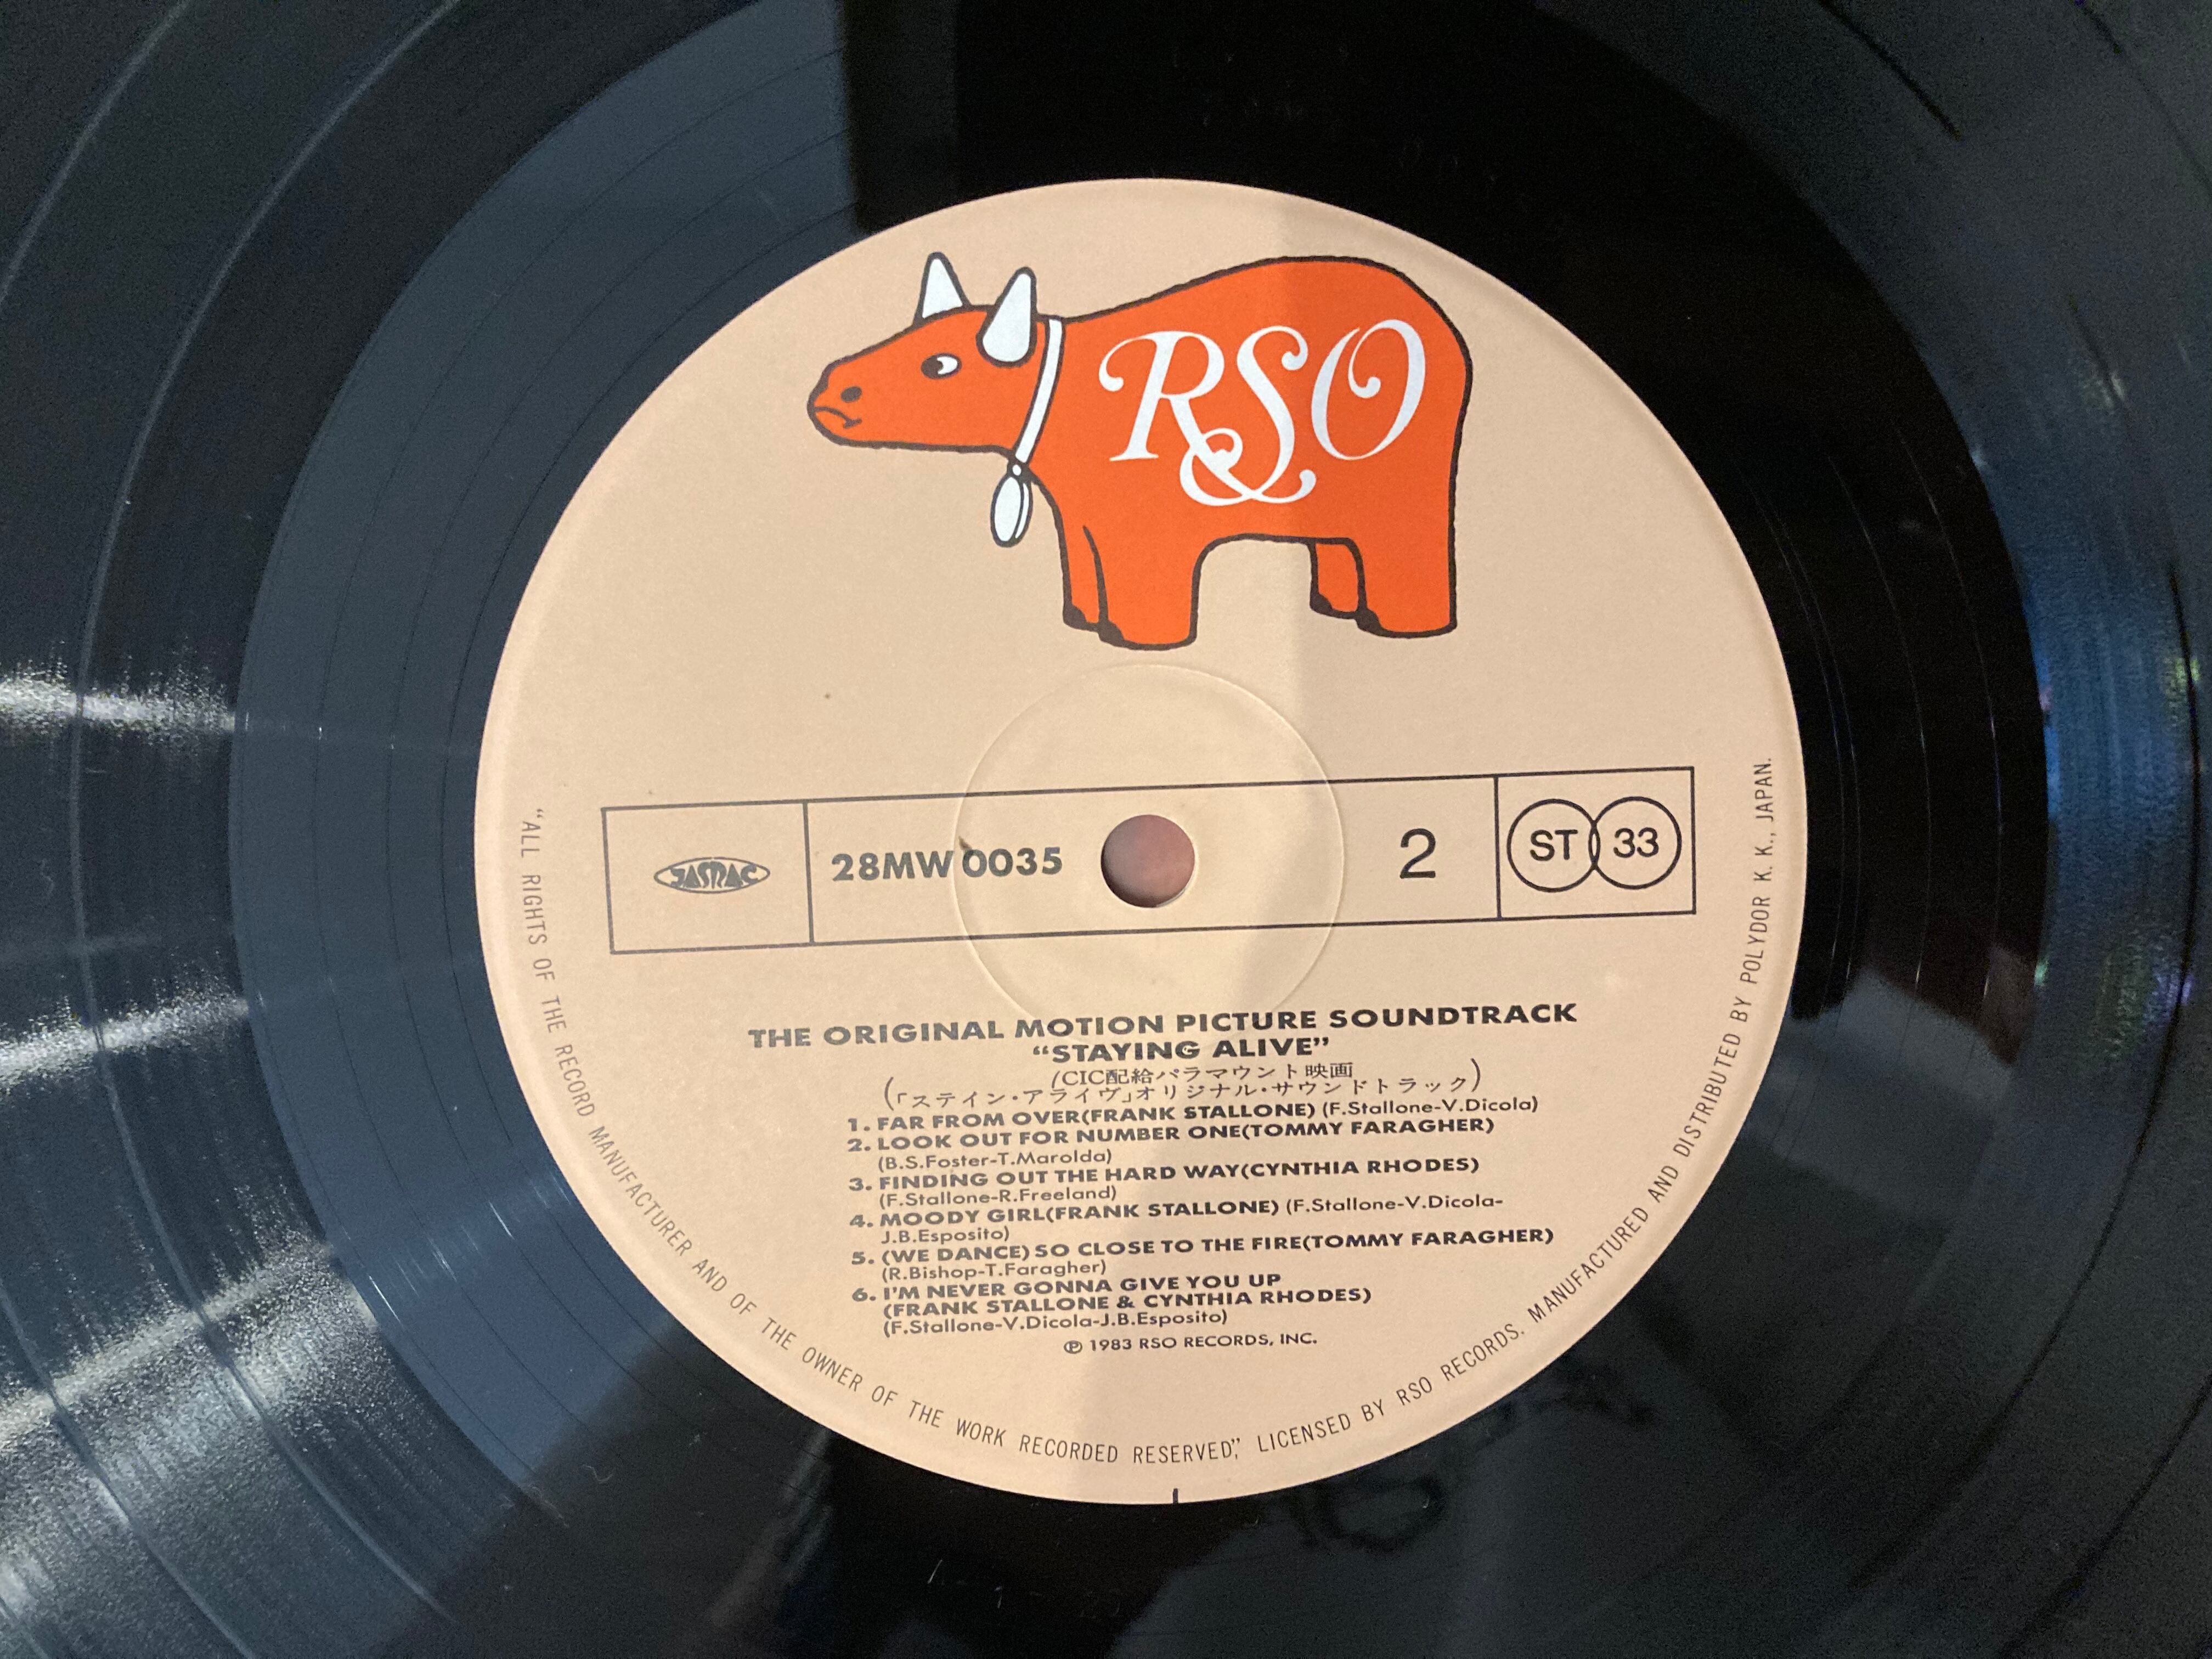 RSO
JASRAC
28MW 0035
2
ST 33
THE ORIGINAL MOTION PICTURE SOUNDTRACK
“STAYING ALIVE”
(CIC配給パラマウント映画
「ステイン・アライヴ」オリジナル・サウンドトラック)
1. FAR FROM OVER(FRANK STALLONE) (F.Stallone-V.Dicola)
2. LOOK OUT FOR NUMBER ONE(TOMMY FARAGHER)
(B.S.Foster-T.Marolda)
3. FINDING OUT THE HARD WAY(CYNTHIA RHODES)
(F.Stallone-R.Freeland)
4. MOODY GIRL(FRANK STALLONE) (F.Stallone-V.Dicola-
J.B.Esposito)
5. (WE DANCE) SO CLOSE TO THE FIRE(TOMMY FARAGHER)
(R.Bishop-T.Faragher)
6. I'M NEVER GONNA GIVE YOU UP
(FRANK STALLONE & CYNTHIA RHODES)
(F.Stallone-V.Dicola-J.B.Esposito)
℗ 1983 RSO RECORDS, INC.
“ALL RIGHTS OF THE RECORD MANUFACTURER AND OF THE OWNER OF THE WORK RECORDED RESERVED,” LICENSED BY RSO RECORDS. MANUFACTURED AND DISTRIBUTED BY POLYDOR K. K., JAPAN.